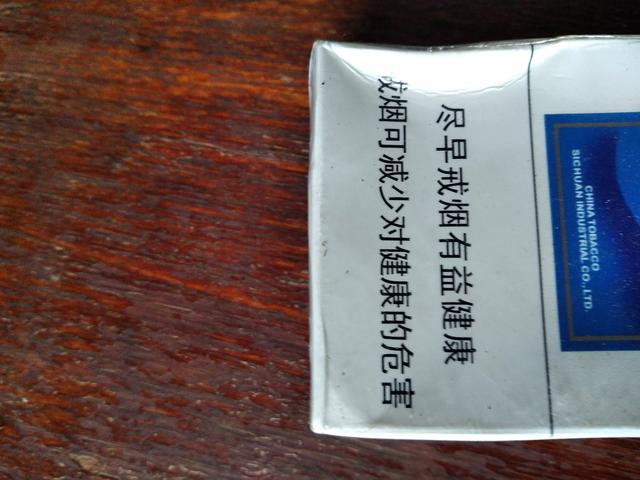 CHINA TOBACCO
SICHUAN INDUSTRIAL CO., LTD.
尽早戒烟有益健康
戒烟可减少对健康的危害